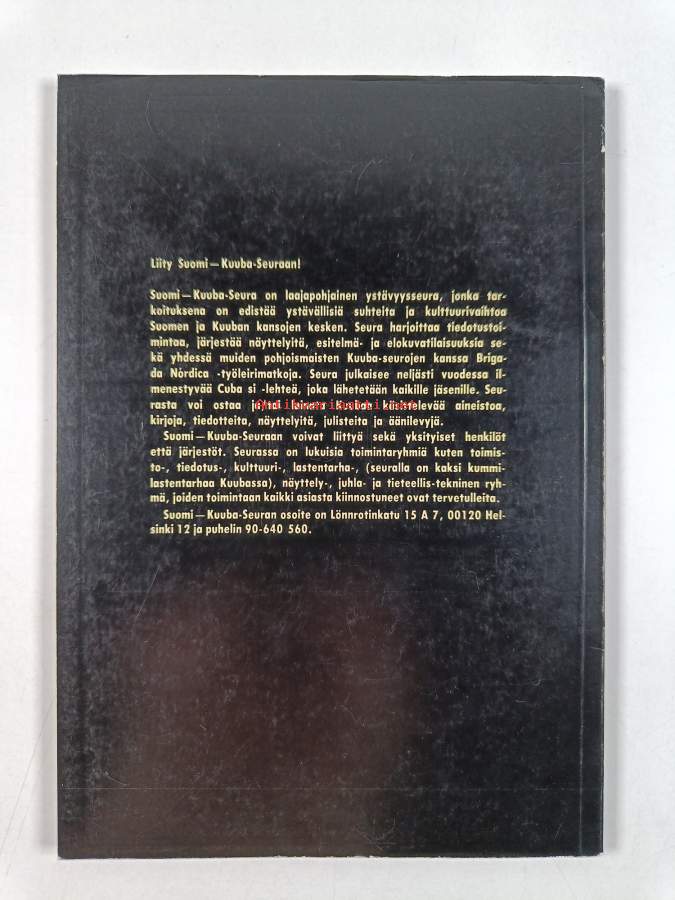 Liity Suomi—Kuuba-Seuraan!
Suomi—Kuuba-Seura on laajapohjainen ystävyysseura, jonka tar-
koituksena on edistää ystävällisiä suhteita ja kulttuurivaihtoa
Suomen ja Kuuban kansojen kesken. Seura harjoittaa tiedotustoi-
mintaa, järjestää näyttelyitä, esitelmä- ja elokuvatilaisuuksia se-
kä yhdessä muiden pohjoismaisten Kuuba-seurojen kanssa Briga-
da Nórdica -työleirimatkoja. Seura julkaisee neljästi vuodessa il-
menestyvää Cuba sí -lehteä, joka lähetetään kaikille jäsenille. Seu-
rasta voi ostaa käsittelevää aineistoa,
kirjoja, tiedotteita, näyttelyitä, julisteita ja äänilevyjä.
Suomi—Kuuba-Seuraan voivat liittyä sekä yksityiset henkilöt
että järjestöt. Seurassa on lukuisia toimintaryhmiä kuten toimis-
to-, tiedotus-, kulttuuri-, lastentarha-, (seuralla on kaksi kummi-
lastentarhaa Kuubassa), näyttely-, juhla- ja tieteellis-tekninen ryh-
mä, joiden toimintaan kaikki asiasta kiinnostuneet ovat tervetulleita.
Suomi—Kuuba-Seuran osoite on Lönnrotinkatu 15 A 7, 00120 Hel-
sinki 12 ja puhelin 90-640 560.